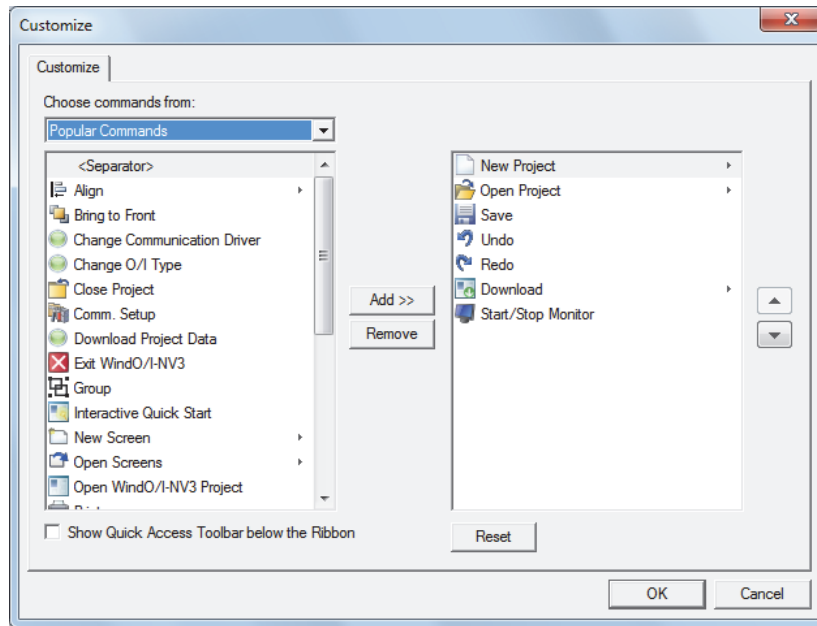 Customize
Customize
Choose commands from:
Popular Commands
<Separator>
Align
Bring to Front
Change Communication Driver
Change O/I Type
Close Project
Comm. Setup
Download Project Data
Exit WindO/I-NV3
Group
Interactive Quick Start
New Screen
Open Screens
Open WindO/I-NV3 Project
Add >>
Remove
New Project
Open Project
Save
Undo
Redo
Download
Start/Stop Monitor
Show Quick Access Toolbar below the Ribbon
Reset
OK
Cancel